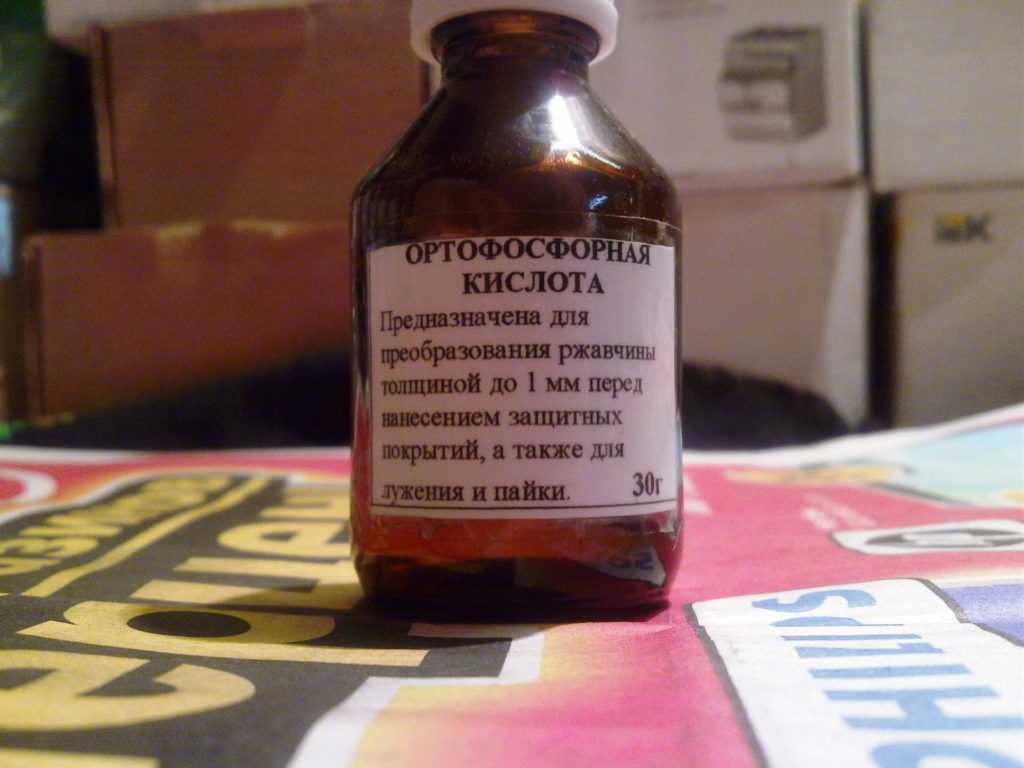 ОРТОФОСФОРНАЯ
КИСЛОТА
Предназначена для
преобразования ржавчины
толщиной до 1 мм перед
нанесением защитных
покрытий, а также для
лужения и пайки. 30г
PHILIPS